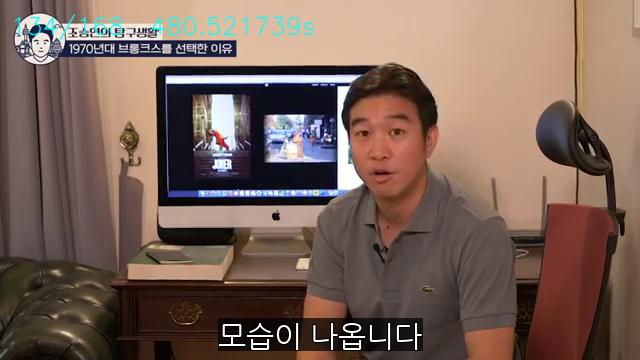 134/168 480.521739s
조승연의 탐구생활
1970년대 브롱크스를 선택한 이유
JOKER
모습이 나옵니다